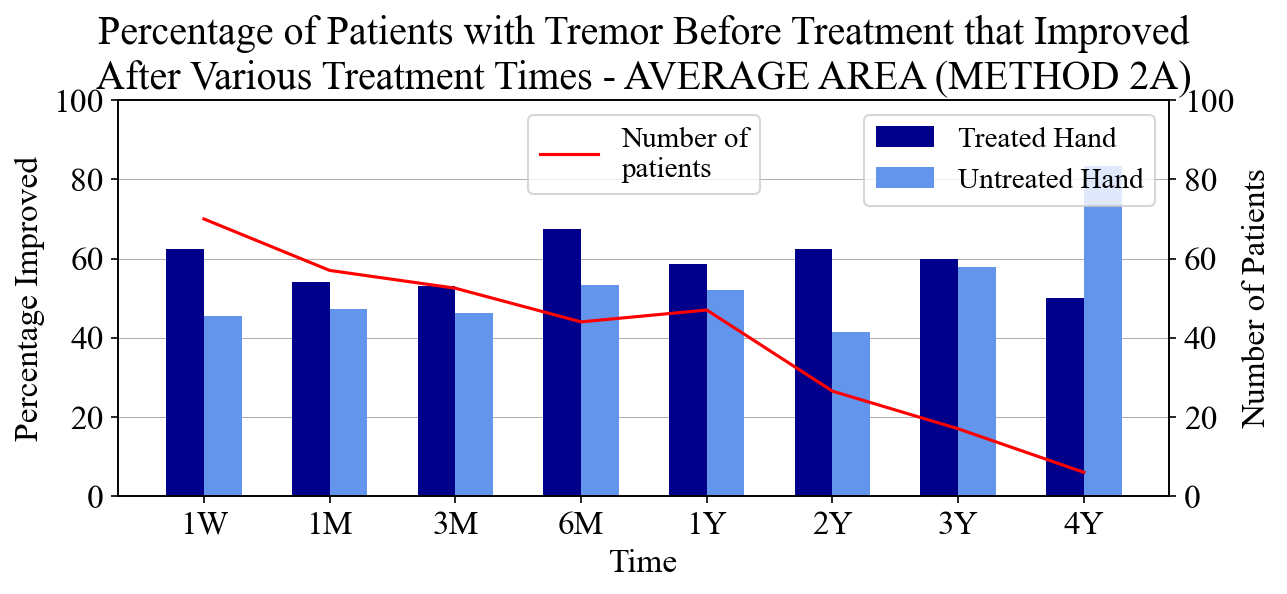 Percentage of Patients with Tremor Before Treatment that Improved
After Various Treatment Times - AVERAGE AREA (METHOD 2A)
Percentage Improved
100
80
60
40
20
0
Number of
patients
Treated Hand
Untreated Hand
100
80
60
40
20
0
Number of Patients
1W 1M 3M 6M 1Y 2Y 3Y 4Y
Time